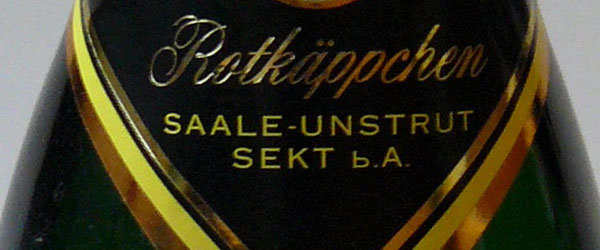 Rotkäppchen
SAALE-UNSTRUT
SEKT b.A.